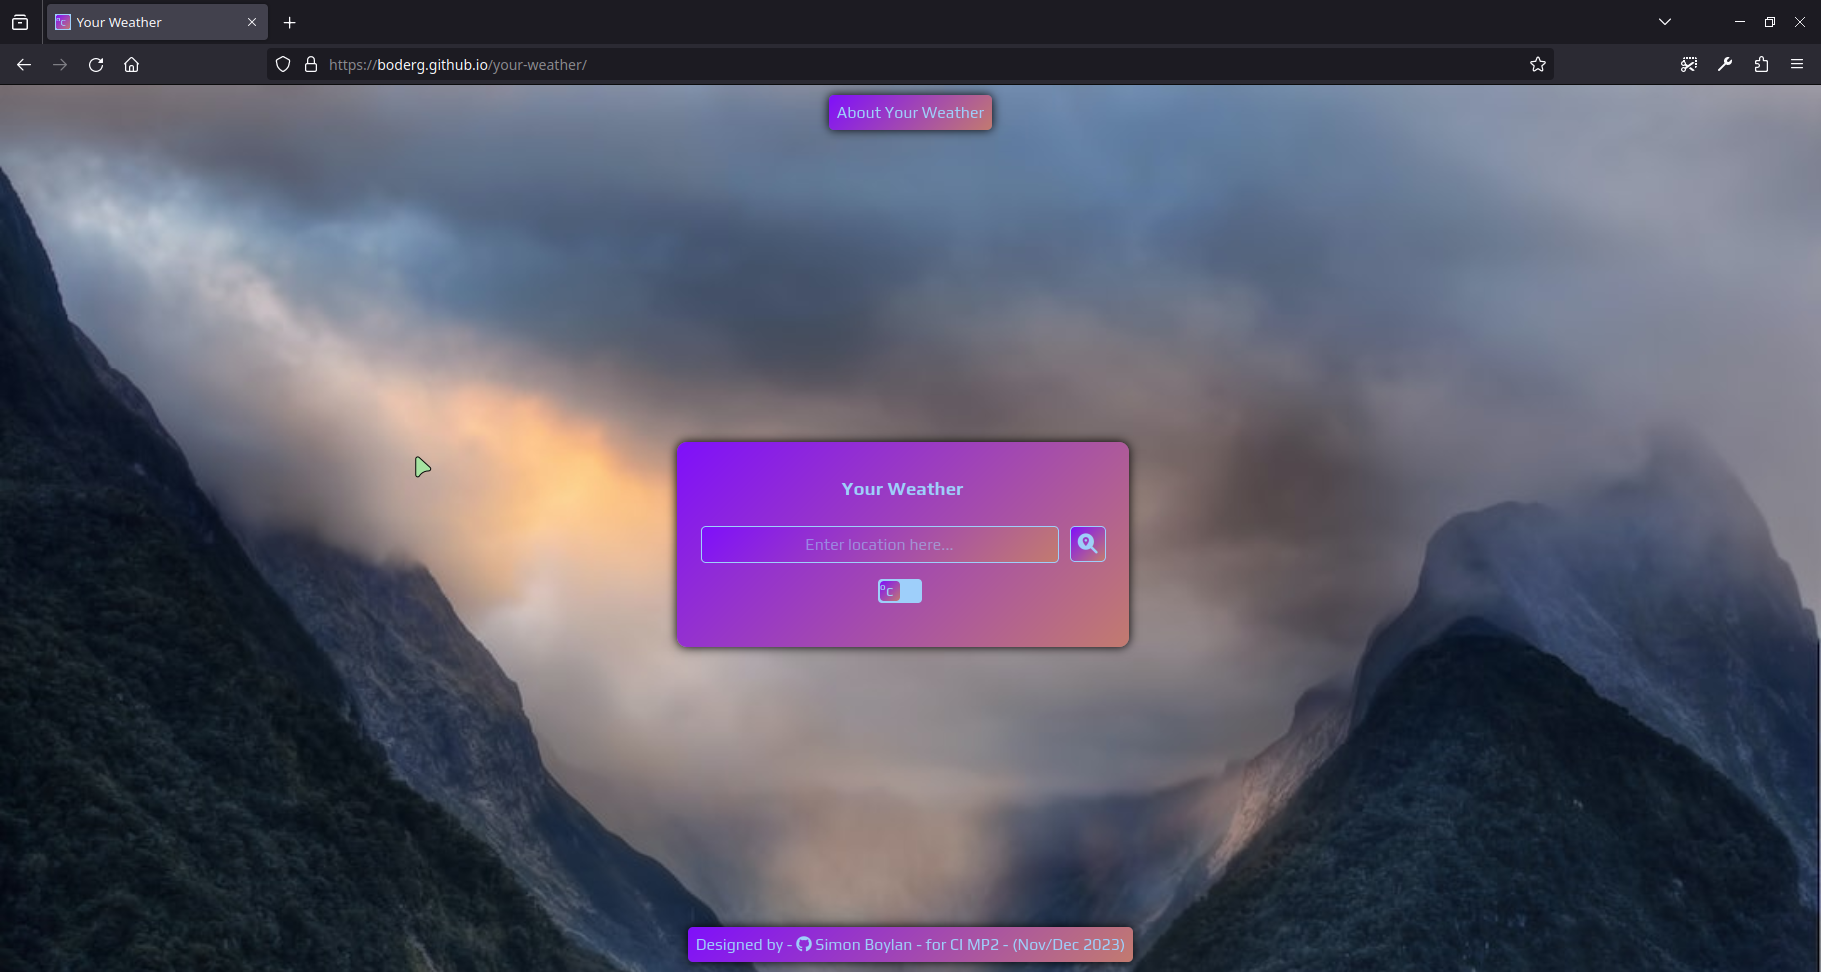 Your Weather
https://boderg.github.io/your-weather/
About Your Weather
Your Weather
Enter location here...
°C
Designed by - Simon Boylan - for CI MP2 - (Nov/Dec 2023)